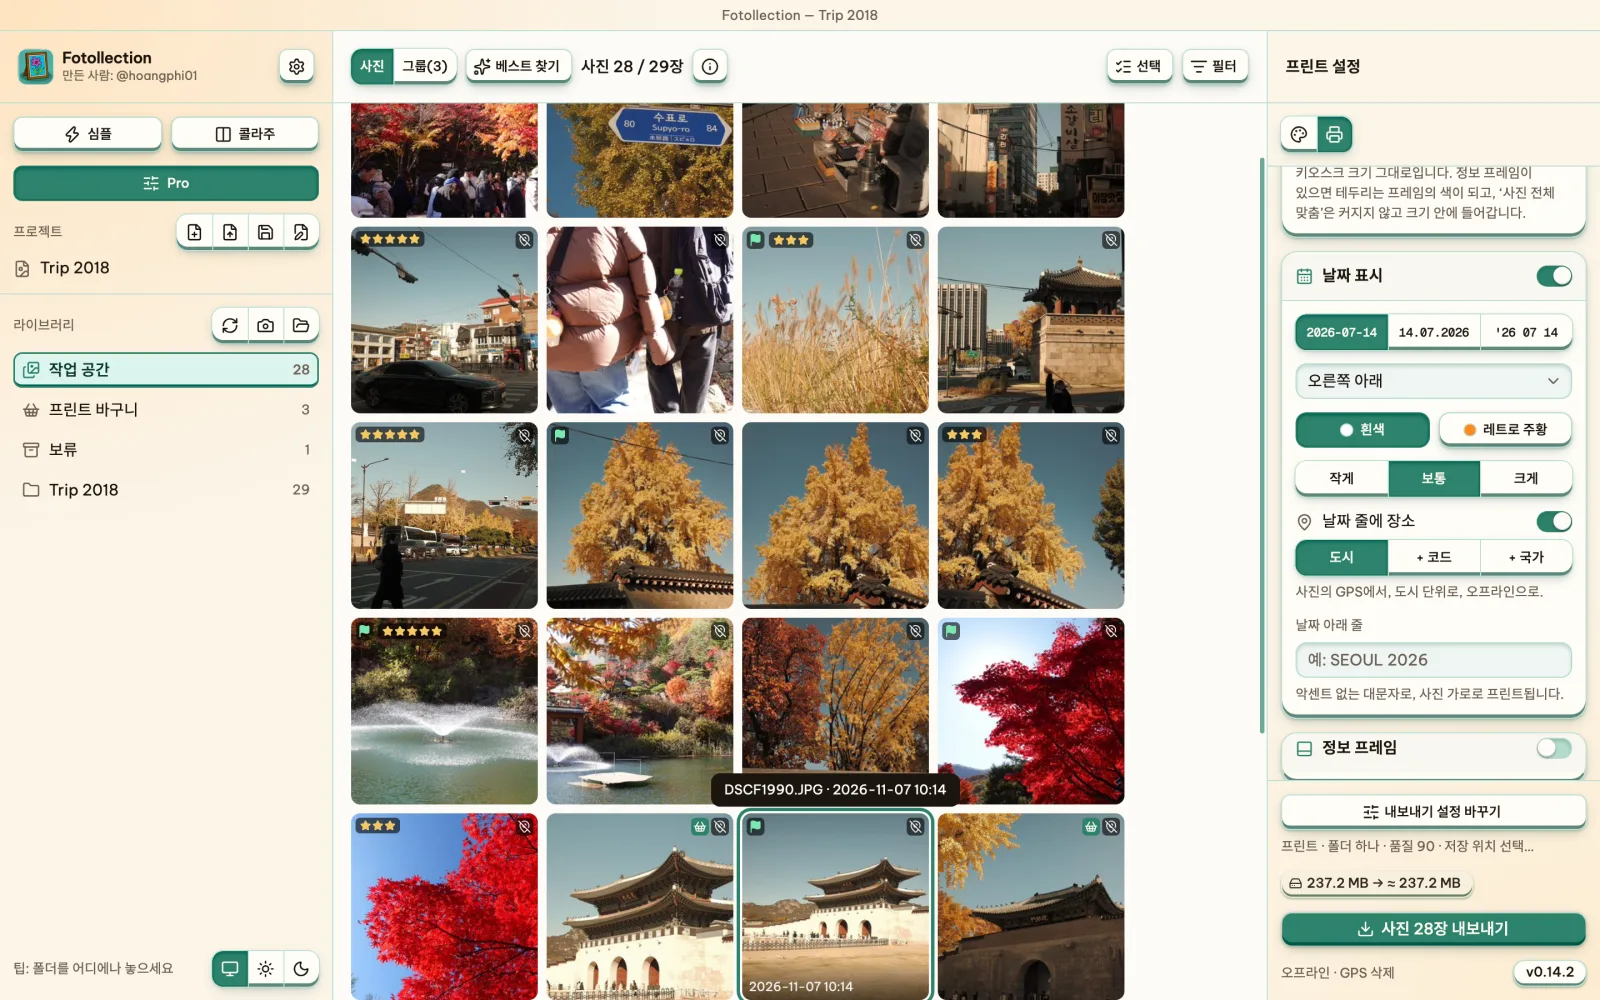 Fotollection — Trip 2018
Fotollection
만든 사람: @hoangphi01
심플
콜라주
Pro
프로젝트
Trip 2018
라이브러리
작업 공간 28
프린트 바구니 3
보류 1
Trip 2018 29
팁: 폴더를 어디에나 놓으세요
사진
그룹(3)
베스트 찾기
사진 28 / 29장
선택
필터
80 수표로 84
Supyo-ro
DSCF1990.JPG · 2026-11-07 10:14
2026-11-07 10:14
프린트 설정
키오스크 크기 그대로입니다. 정보 프레임이
있으면 테두리는 프레임의 색이 되고, ‘사진 전체
맞춤’은 커지지 않고 크기 안에 들어갑니다.
날짜 표시
2026-07-14
14.07.2026
'26 07 14
오른쪽 아래
흰색
레트로 주황
작게
보통
크게
날짜 줄에 장소
도시
+ 코드
+ 국가
사진의 GPS에서, 도시 단위로, 오프라인으로.
날짜 아래 줄
예: SEOUL 2026
악센트 없는 대문자로, 사진 가로로 프린트됩니다.
정보 프레임
내보내기 설정 바꾸기
프린트 · 폴더 하나 · 품질 90 · 저장 위치 선택...
237.2 MB → ≈ 237.2 MB
사진 28장 내보내기
오프라인 · GPS 삭제
v0.14.2